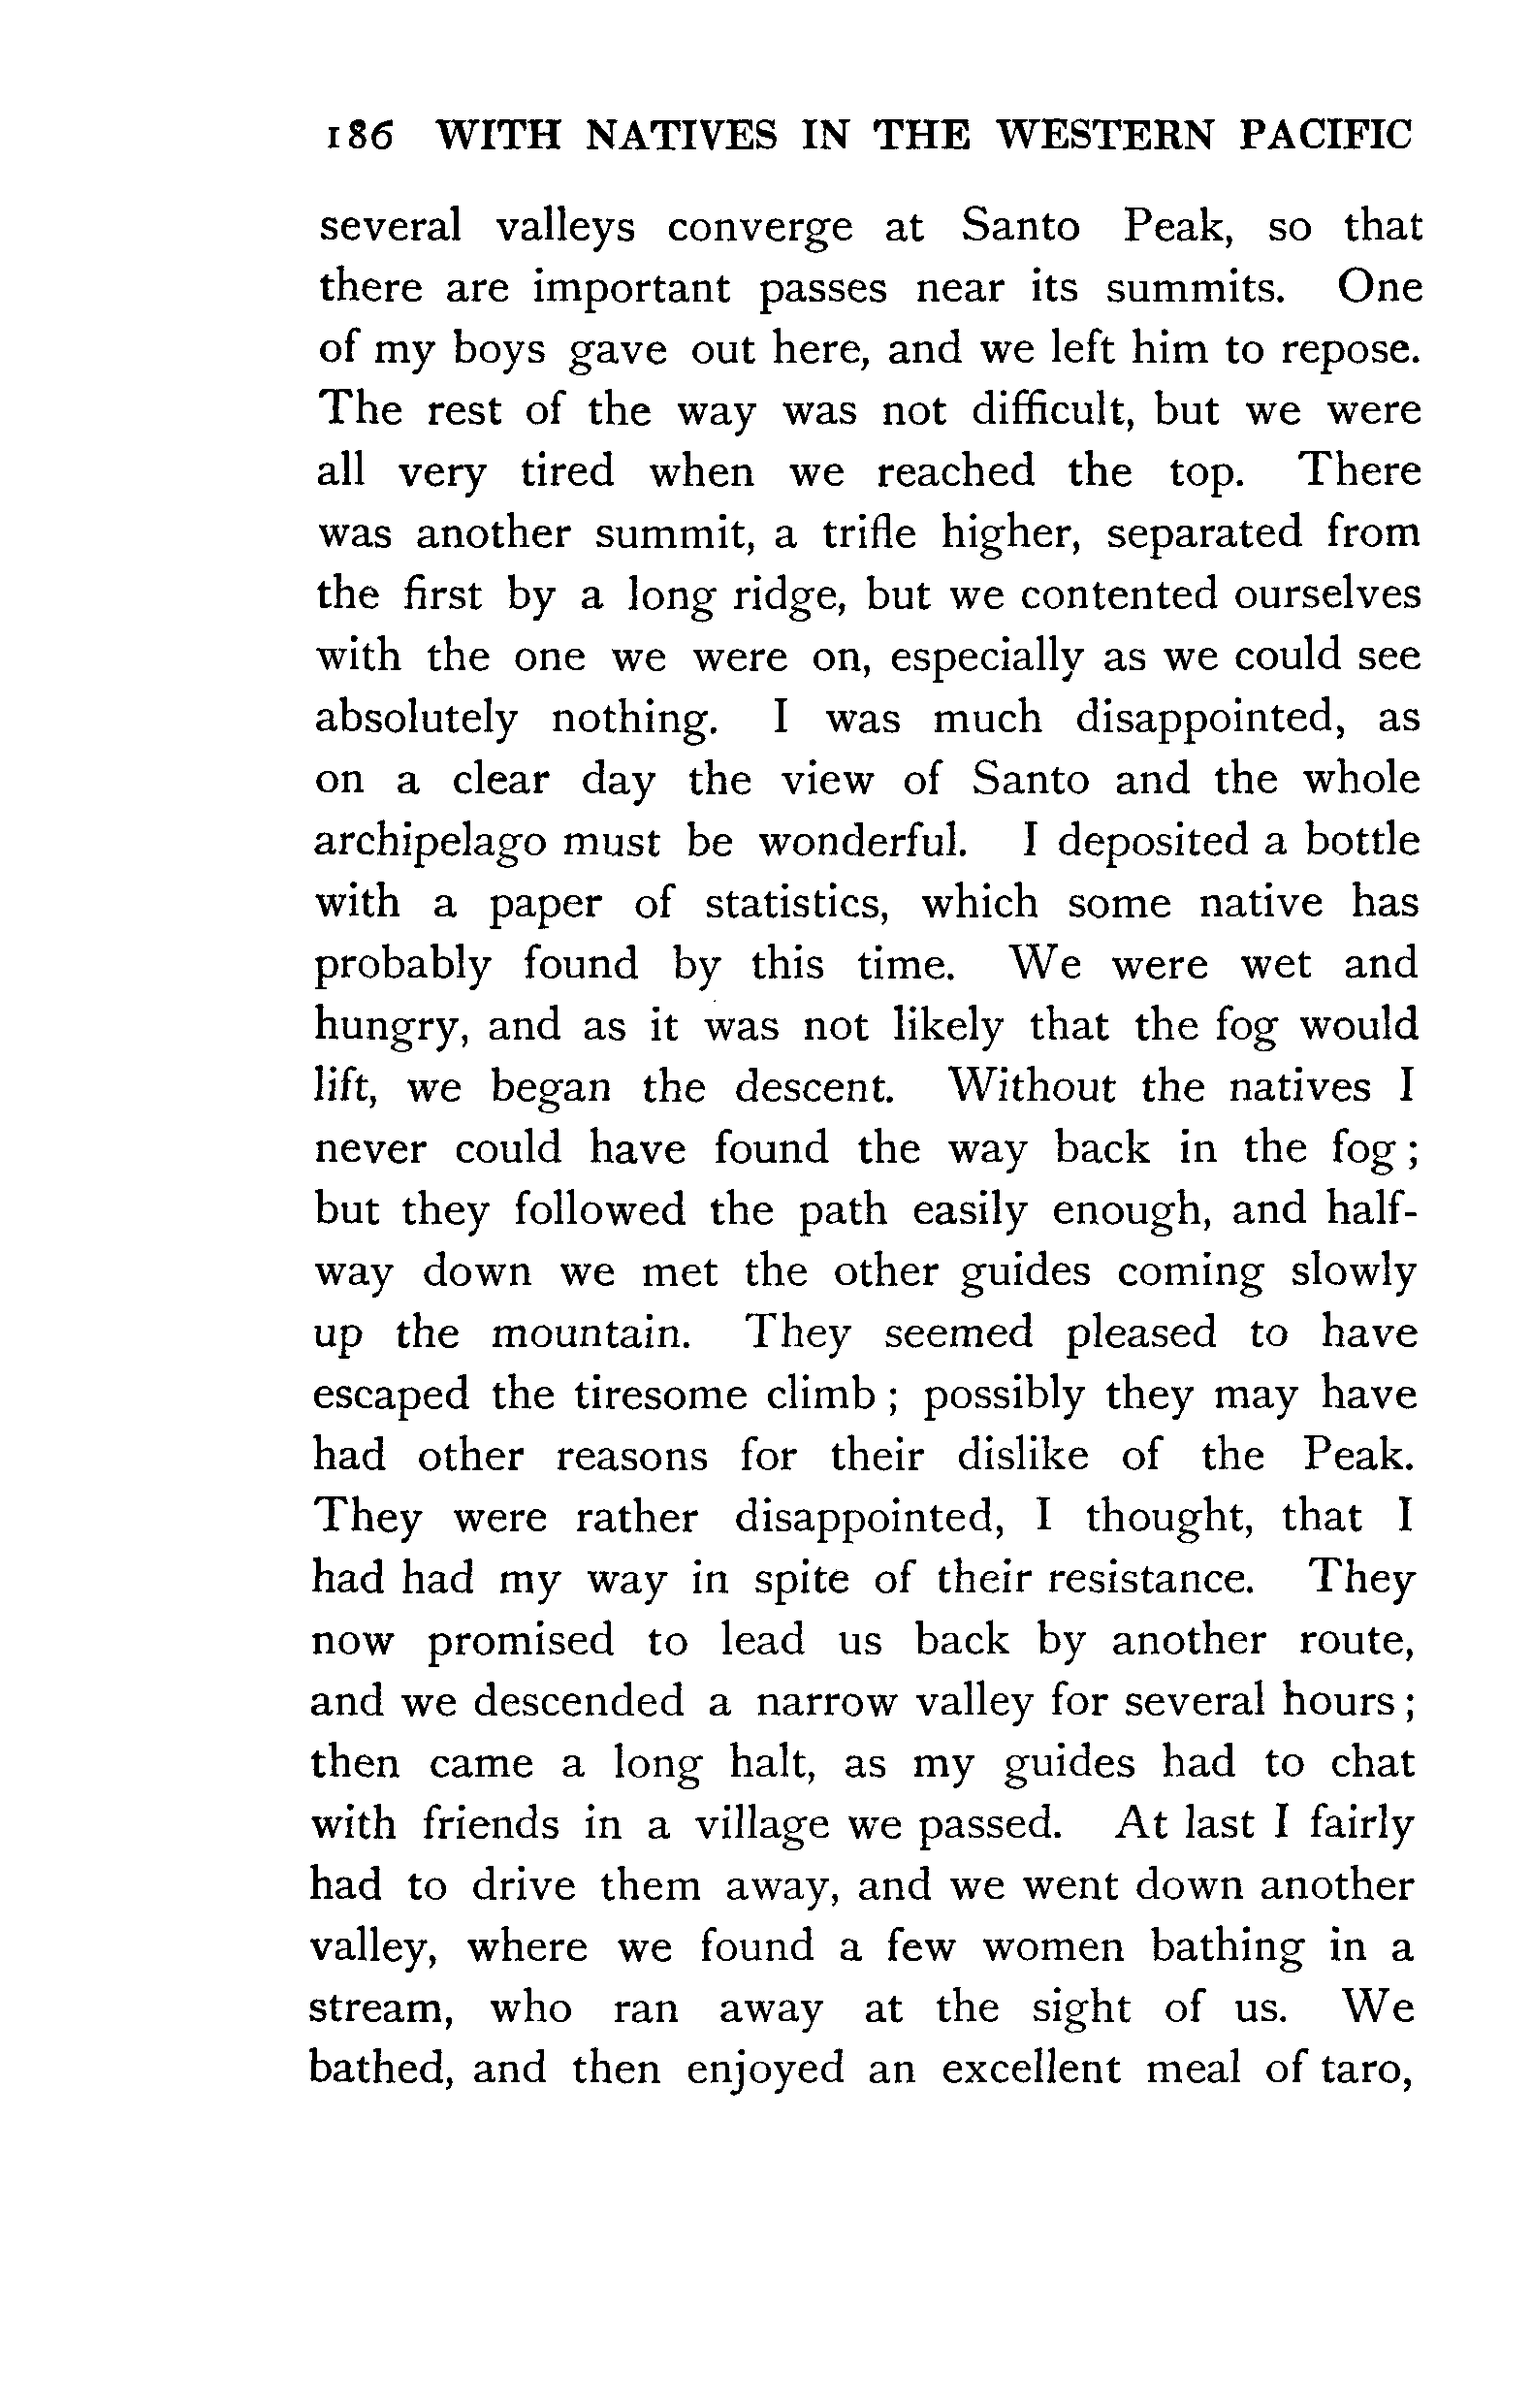 186 WITH NATIVES IN THE WESTERN PACIFIC
several valleys converge at Santo Peak, so that
there are important passes near its summits. One
of my boys gave out here, and we left him to repose.
The rest of the way was not difficult, but we were
all very tired when we reached the top. There
was another summit, a trifle higher, separated from
the first by a long ridge, but we contented ourselves
with the one we were on, especially as we could see
absolutely nothing. I was much disappointed, as
on a clear day the view of Santo and the whole
archipelago must be wonderful. I deposited a bottle
with a paper of statistics, which some native has
probably found by this time. We were wet and
hungry, and as it was not likely that the fog would
lift, we began the descent. Without the natives I
never could have found the way back in the fog;
but they followed the path easily enough, and half-
way down we met the other guides coming slowly
up the mountain. They seemed pleased to have
escaped the tiresome climb; possibly they may have
had other reasons for their dislike of the Peak.
They were rather disappointed, I thought, that I
had had my way in spite of their resistance. They
now promised to lead us back by another route,
and we descended a narrow valley for several hours;
then came a long halt, as my guides had to chat
with friends in a village we passed. At last I fairly
had to drive them away, and we went down another
valley, where we found a few women bathing in a
stream, who ran away at the sight of us. We
bathed, and then enjoyed an excellent meal of taro,